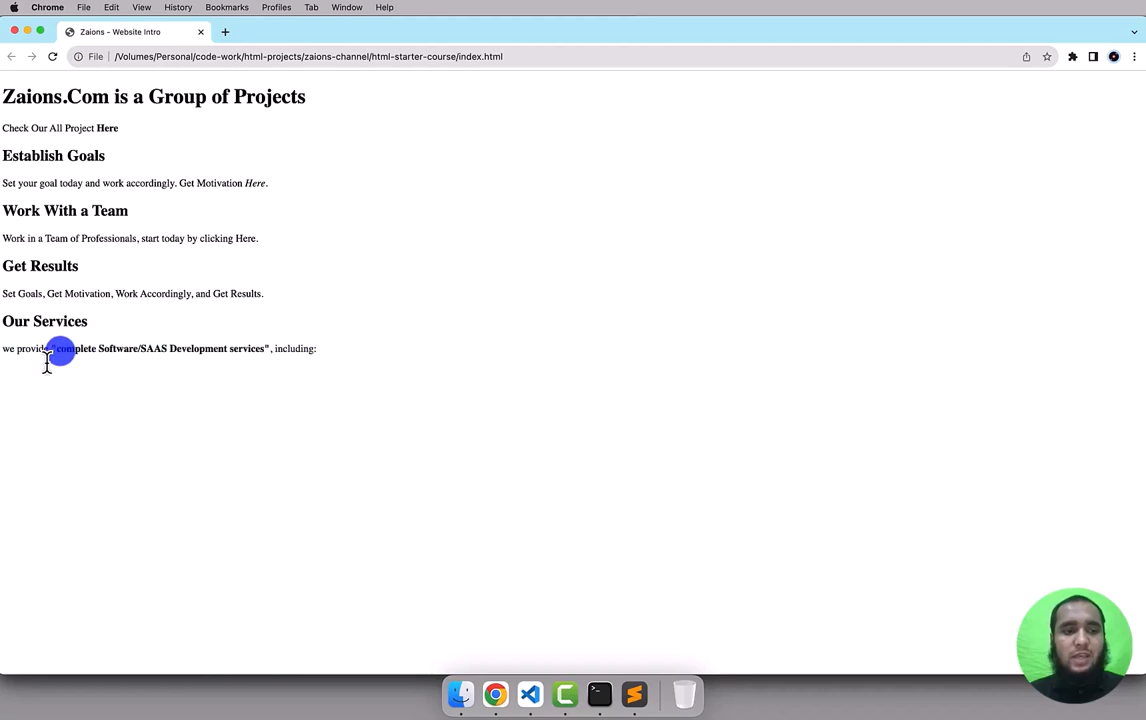 Chrome File Edit View History Bookmarks Profiles Tab Window Help
Zaions - Website Intro
File /Volumes/Personal/code-work/html-projects/zaions-channel/html-starter-course/index.html
Zaions.Com is a Group of Projects
Check Our All Project Here
Establish Goals
Set your goal today and work accordingly. Get Motivation Here.
Work With a Team
Work in a Team of Professionals, start today by clicking Here.
Get Results
Set Goals, Get Motivation, Work Accordingly, and Get Results.
Our Services
we provide "complete Software/SAAS Development services", including: